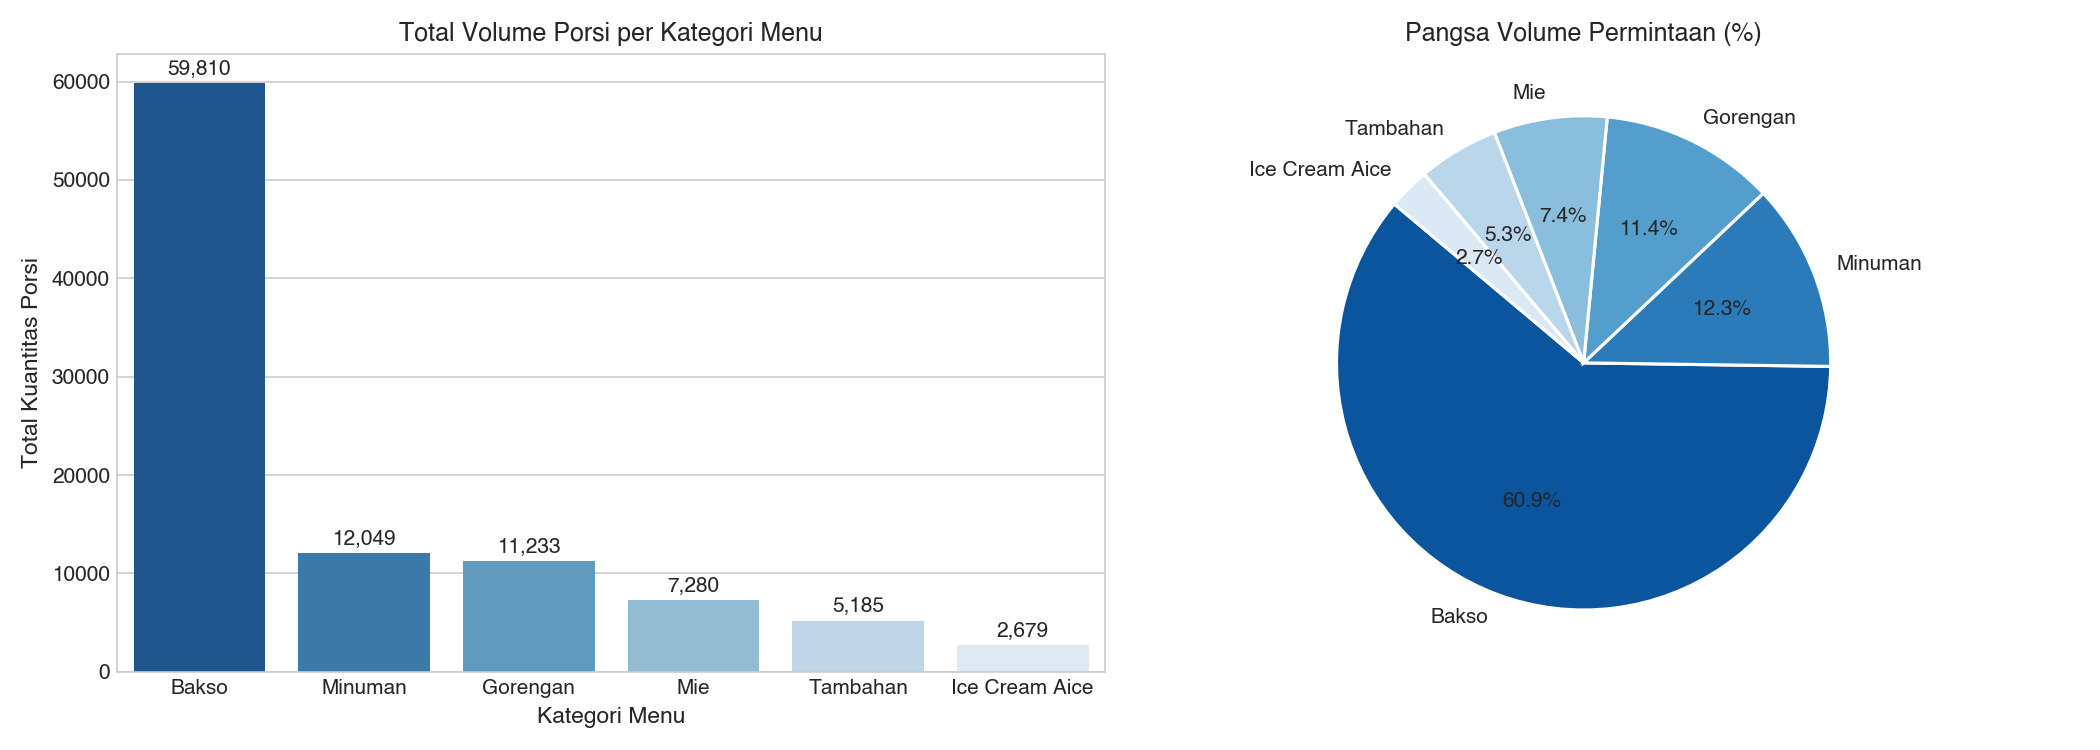 Total Volume Porsi per Kategori Menu
Total Kuantitas Porsi
60000
50000
40000
30000
20000
10000
0
59,810
12,049
11,233
7,280
5,185
2,679
Bakso
Minuman
Gorengan
Mie
Tambahan
Ice Cream Aice
Kategori Menu
Pangsa Volume Permintaan (%)
Mie
Gorengan
Tambahan
Ice Cream Aice
Minuman
Bakso
7.4%
11.4%
5.3%
2.7%
12.3%
60.9%